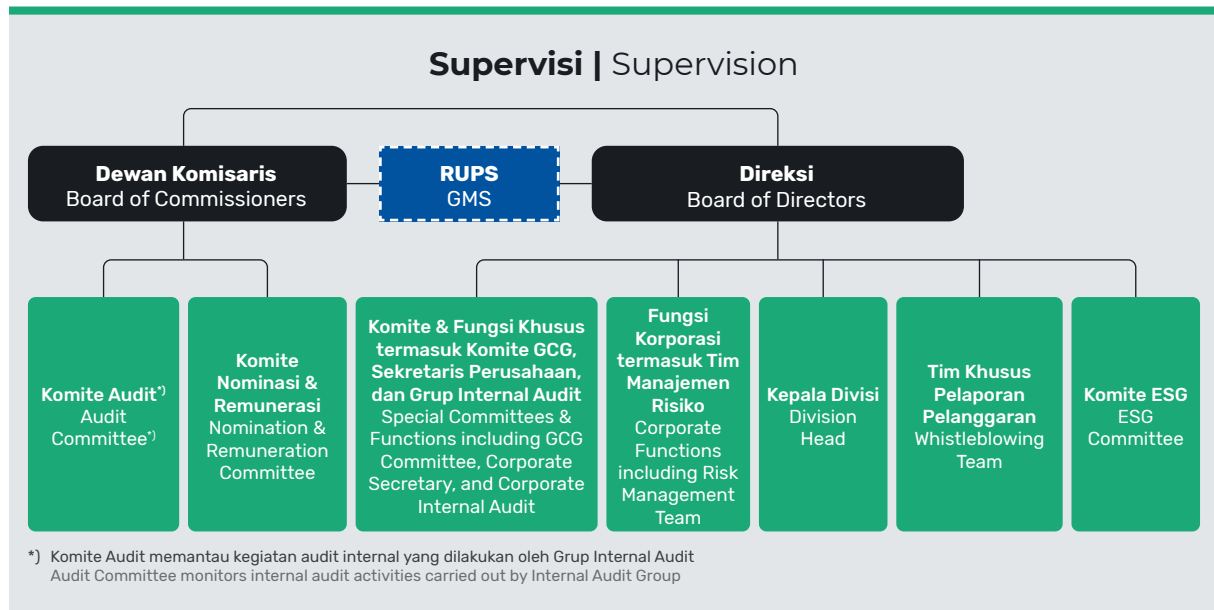 Supervisi | Supervision
Dewan Komisaris
Board of Commissioners
RUPS
GMS
Direksi
Board of Directors
Komite Audit*)
Audit
Committee*)
Komite
Nominasi &
Remunerasi
Nomination &
Remuneration
Committee
Komite & Fungsi Khusus
termasuk Komite GCG,
Sekretaris Perusahaan,
dan Grup Internal Audit
Special Committees &
Functions including GCG
Committee, Corporate
Secretary, and Corporate
Internal Audit
Fungsi
Korporasi
termasuk Tim
Manajemen
Risiko
Corporate
Functions
including Risk
Management
Team
Kepala Divisi
Division
Head
Tim Khusus
Pelaporan
Pelanggaran
Whistleblowing
Team
Komite ESG
ESG
Committee
*) Komite Audit memantau kegiatan audit internal yang dilakukan oleh Grup Internal Audit
Audit Committee monitors internal audit activities carried out by Internal Audit Group